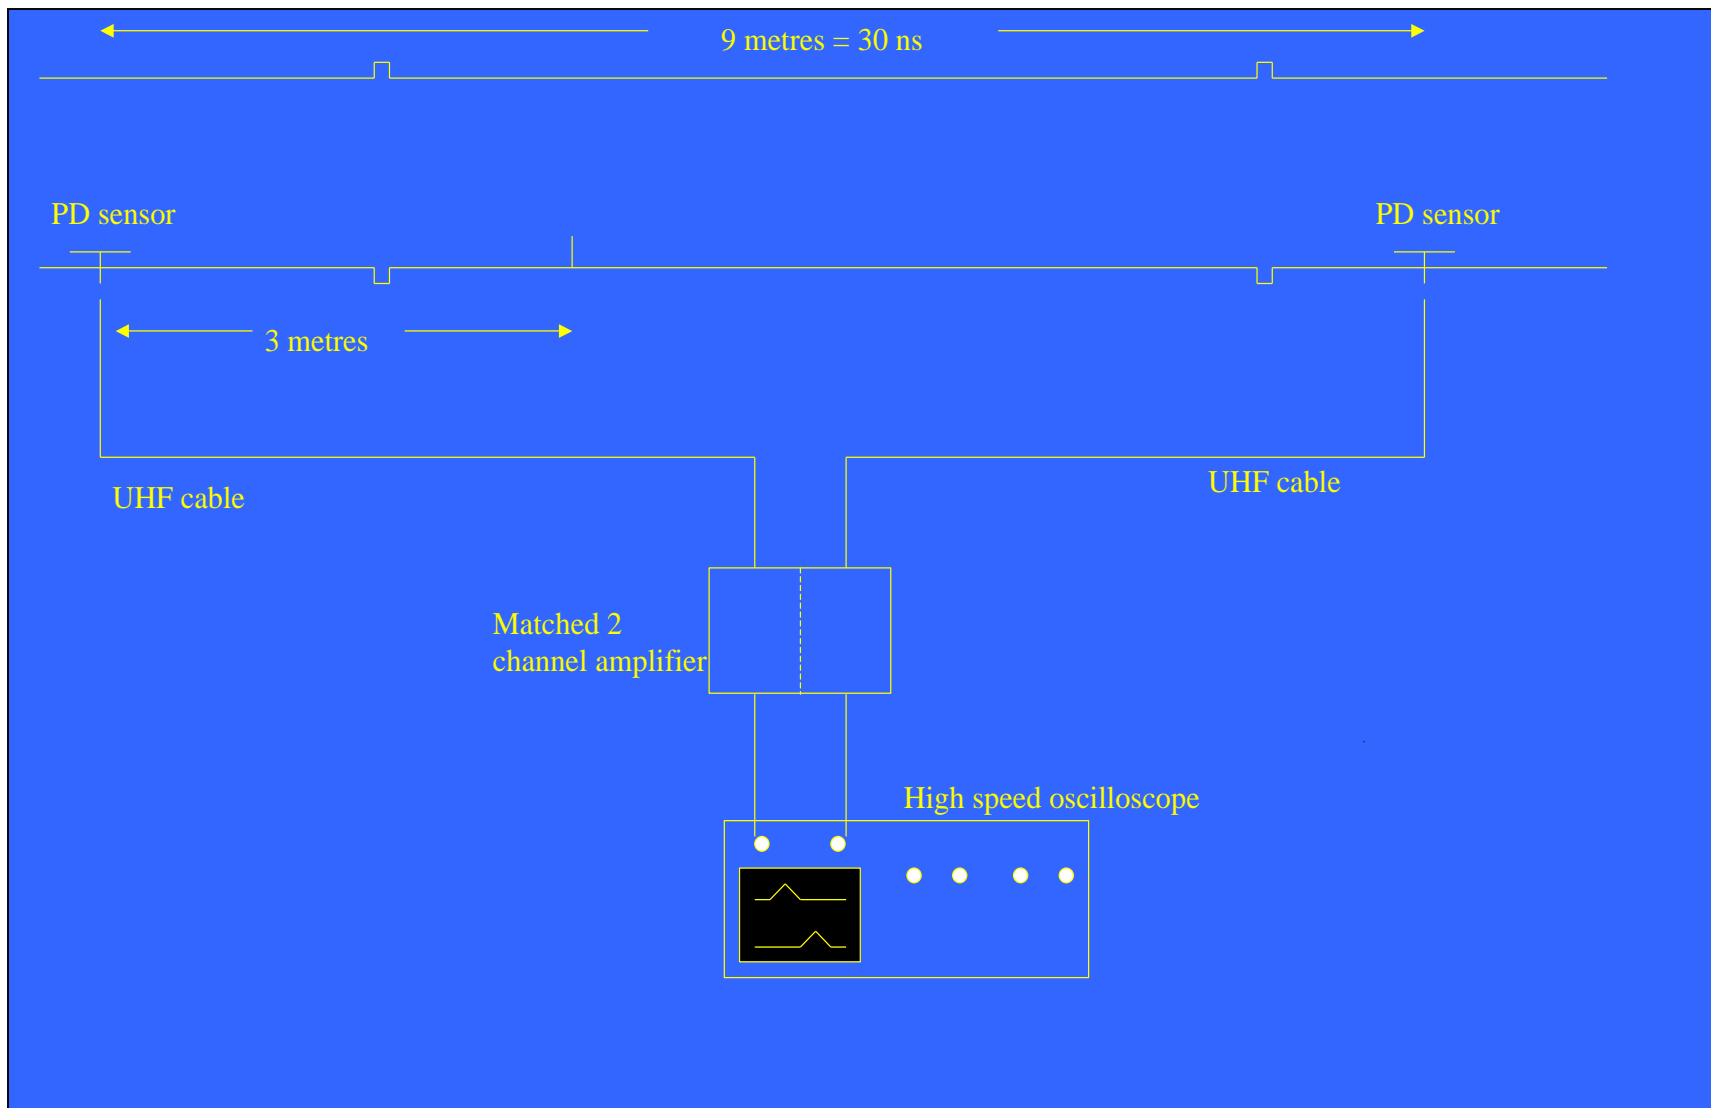 9 metres = 30 ns
PD sensor
PD sensor
3 metres
UHF cable
UHF cable
Matched 2
channel amplifier
High speed oscilloscope